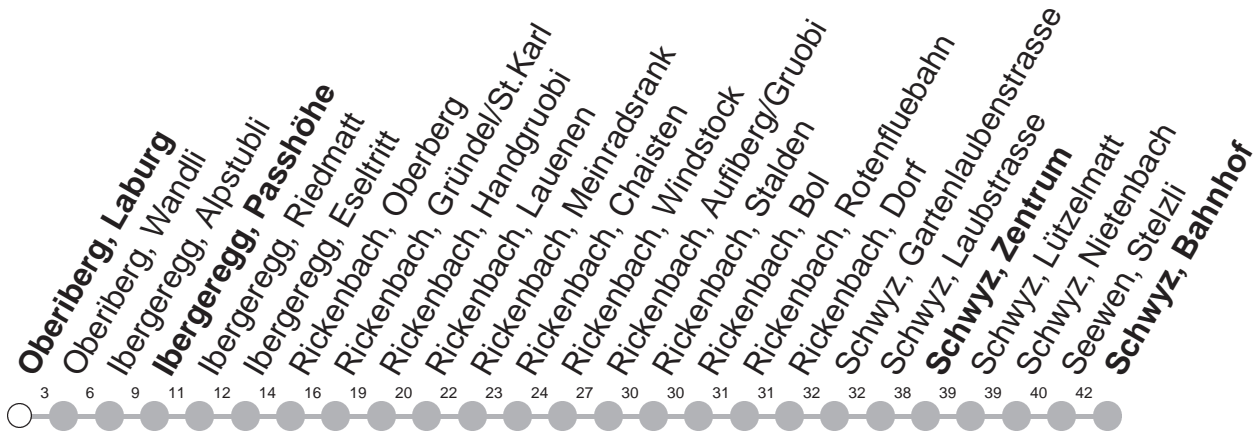 Oberiberg, Laburg
Oberiberg, Wandli
Ibergeregg, Alpstubli
Ibergeregg, Passhöhe
Ibergeregg, Riedmatt
Ibergeregg, Eseltritt
Rickenbach, Oberberg
Rickenbach, Gründel/St.Karl
Rickenbach, Handgruobi
Rickenbach, Lauenen
Rickenbach, Meinradsrank
Rickenbach, Chaisten
Rickenbach, Windstock
Rickenbach, Aufiberg/Gruobi
Rickenbach, Stalden
Rickenbach, Bol
Rickenbach, Rotenfluebahn
Rickenbach, Dorf
Schwyz, Gartenlaubenstrasse
Schwyz, Laubstrasse
Schwyz, Zentrum
Schwyz, Lützelmatt
Schwyz, Nietenbach
Seewen, Stelzli
Schwyz, Bahnhof
3 6 9 11 12 14 16 19 20 22 23 24 27 30 30 31 31 32 32 38 39 39 40 42